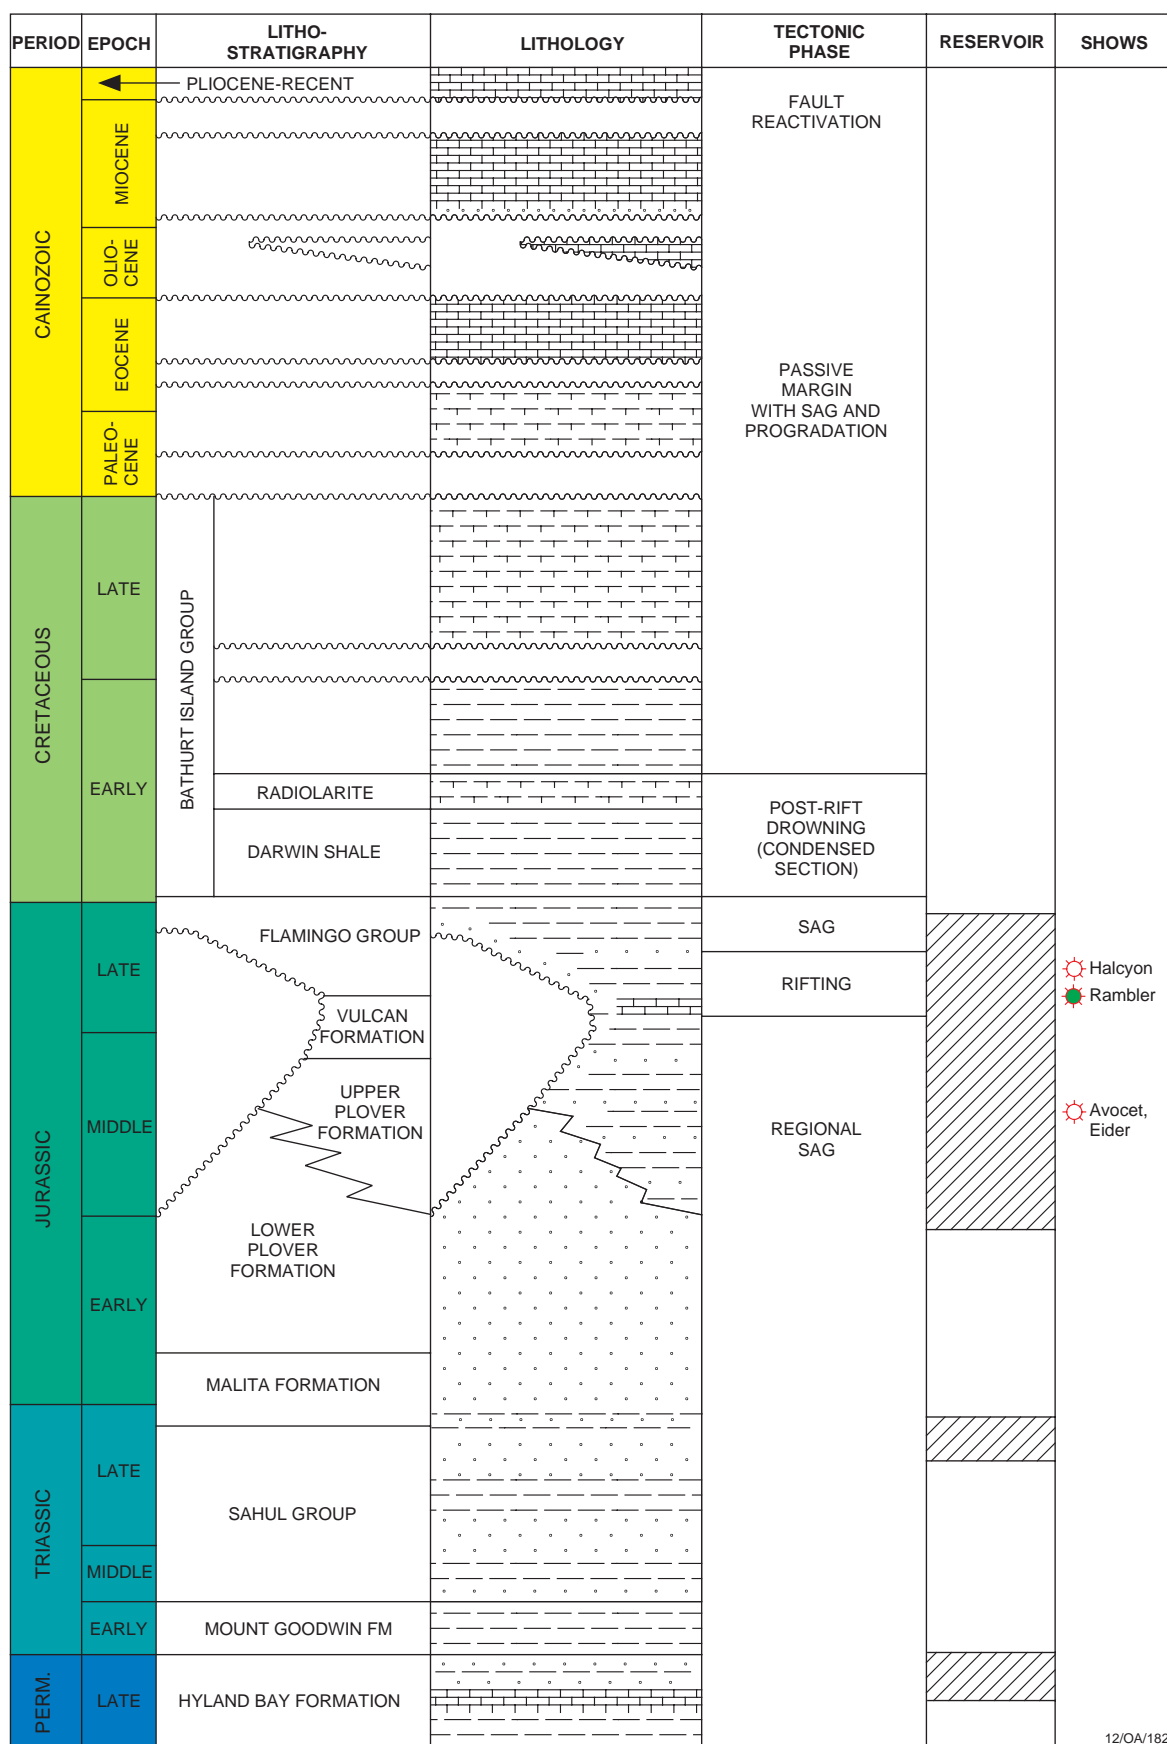 PERIOD
EPOCH
LITHO-
STRATIGRAPHY
LITHOLOGY
TECTONIC
PHASE
RESERVOIR
SHOWS
CAINOZOIC
PLIOCENE-RECENT
MIOCENE
OLIO-
CENE
EOCENE
PALEO-
CENE
FAULT
REACTIVATION
PASSIVE
MARGIN
WITH SAG AND
PROGRADATION
CRETACEOUS
LATE
EARLY
BATHURT ISLAND GROUP
RADIOLARITE
DARWIN SHALE
POST-RIFT
DROWNING
(CONDENSED
SECTION)
JURASSIC
LATE
MIDDLE
EARLY
FLAMINGO GROUP
VULCAN
FORMATION
UPPER
PLOVER
FORMATION
LOWER
PLOVER
FORMATION
MALITA FORMATION
SAG
RIFTING
REGIONAL
SAG
Halcyon
Rambler
Avocet,
Eider
TRIASSIC
LATE
MIDDLE
EARLY
SAHUL GROUP
MOUNT GOODWIN FM
PERM.
LATE
HYLAND BAY FORMATION
12/OA/182